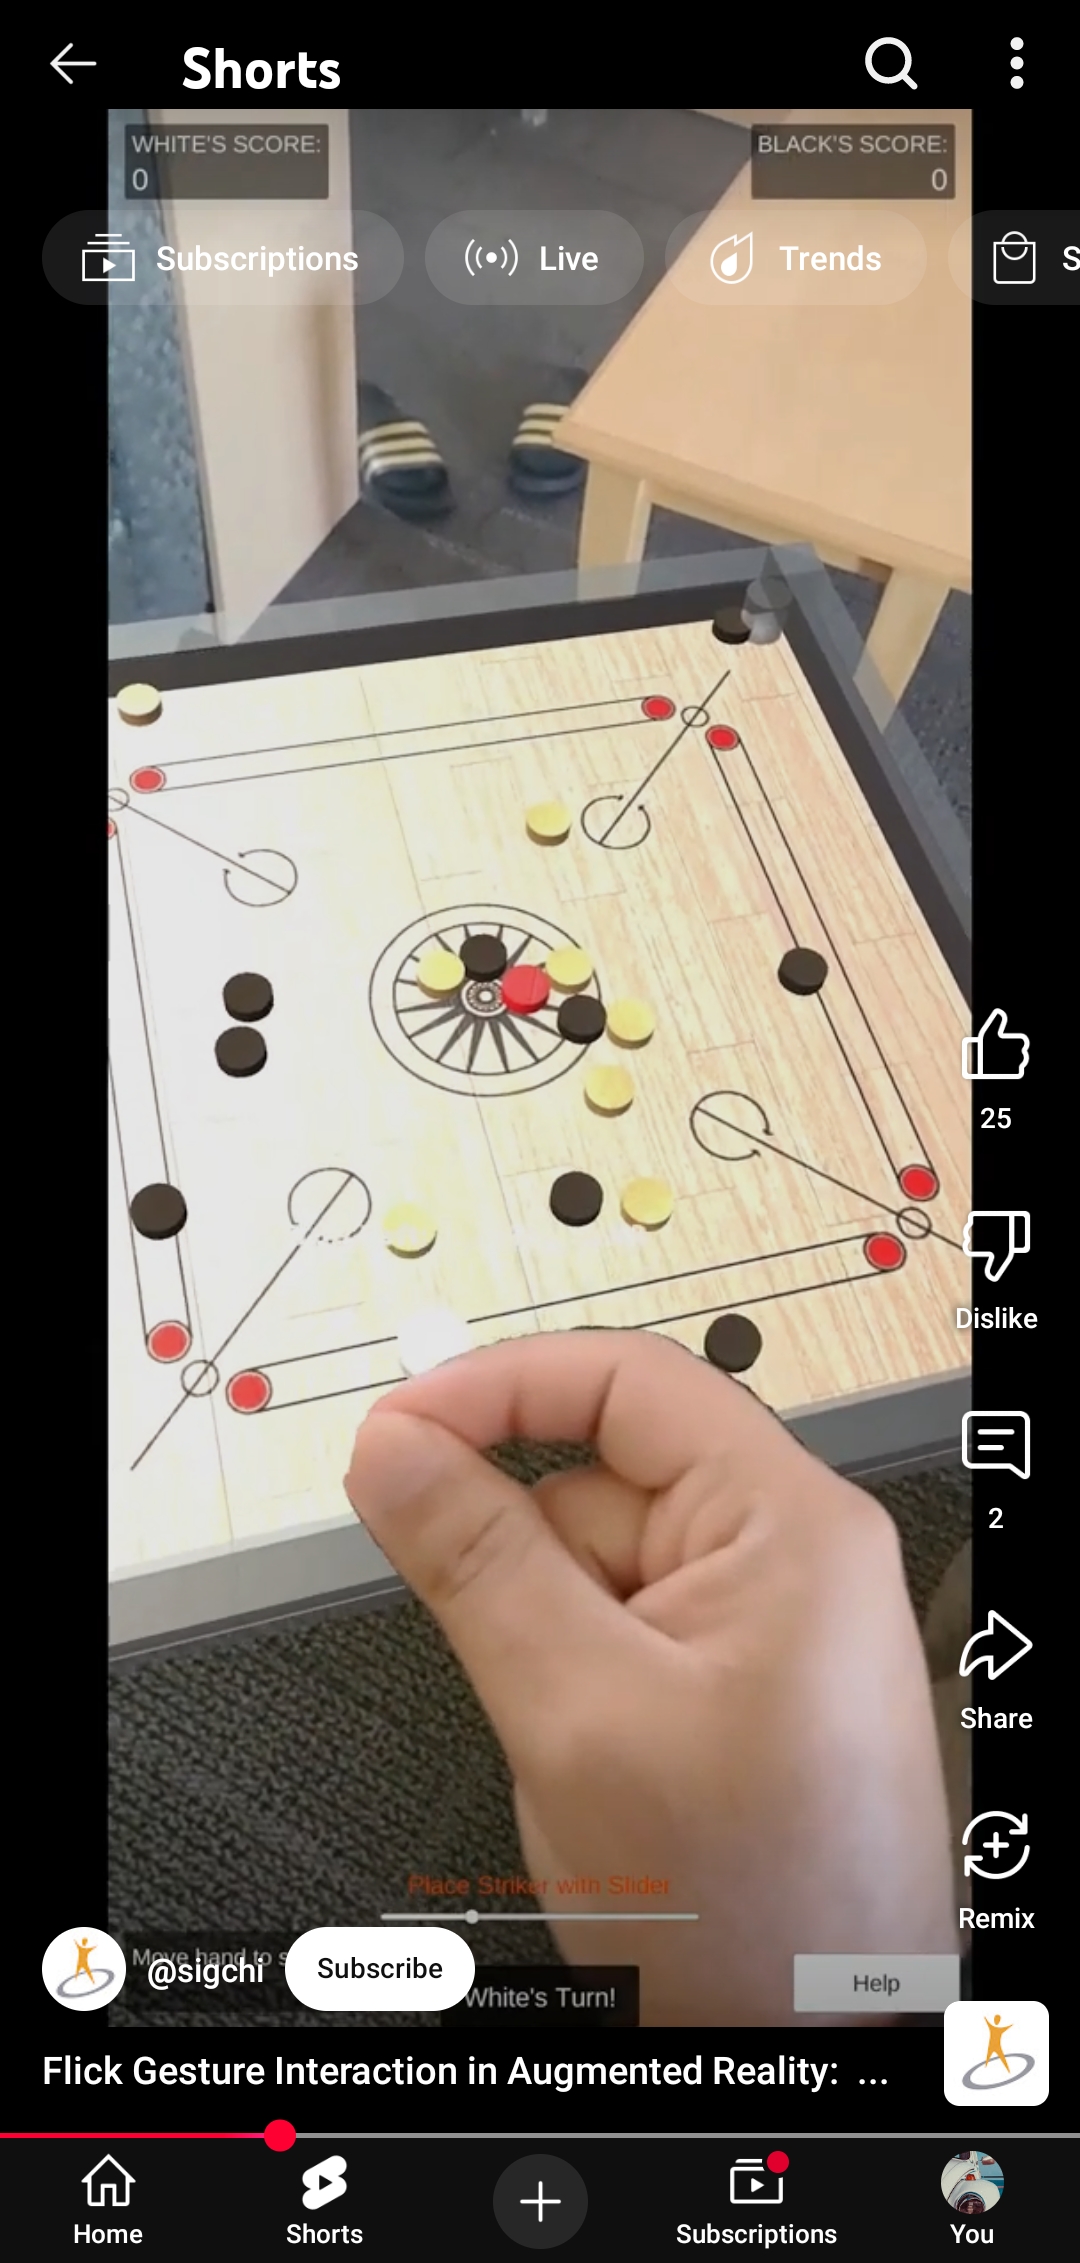 Shorts
WHITE'S SCORE:
0
BLACK'S SCORE:
0
Subscriptions
Live
Trends
S
25
Dislike
2
Share
Remix
Place Striker with Slider
Move hand to s
@sigchi
Subscribe
White's Turn!
Help
Flick Gesture Interaction in Augmented Reality: ...
Home
Shorts
Subscriptions
You